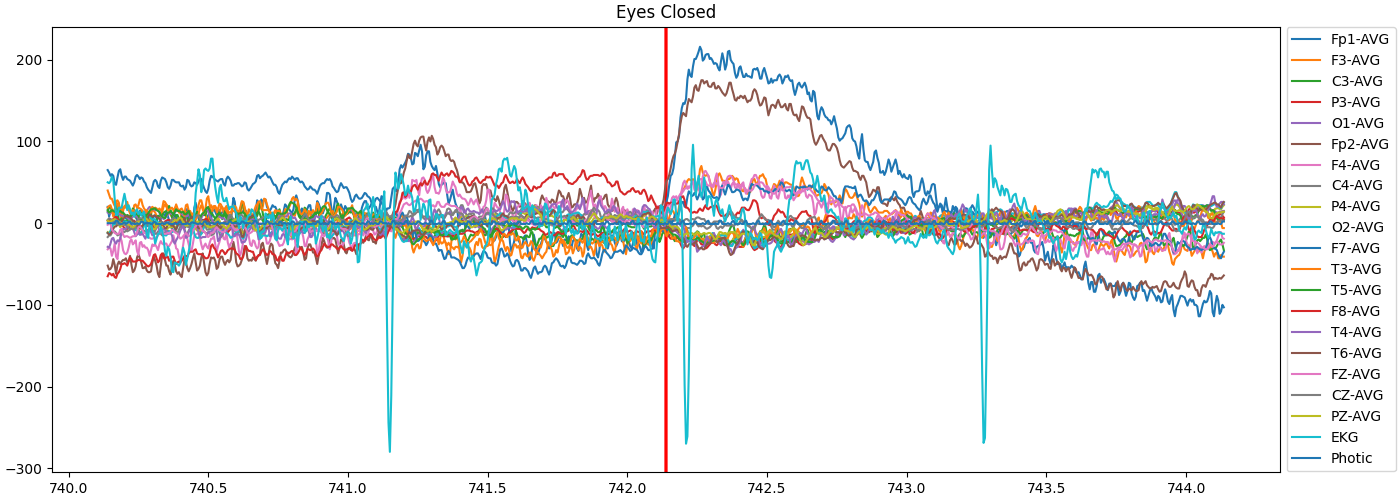 Eyes Closed
200
100
0
−100
−200
−300
740.0 740.5 741.0 741.5 742.0 742.5 743.0 743.5 744.0
Fp1-AVG
F3-AVG
C3-AVG
P3-AVG
O1-AVG
Fp2-AVG
F4-AVG
C4-AVG
P4-AVG
O2-AVG
F7-AVG
T3-AVG
T5-AVG
F8-AVG
T4-AVG
T6-AVG
FZ-AVG
CZ-AVG
PZ-AVG
EKG
Photic